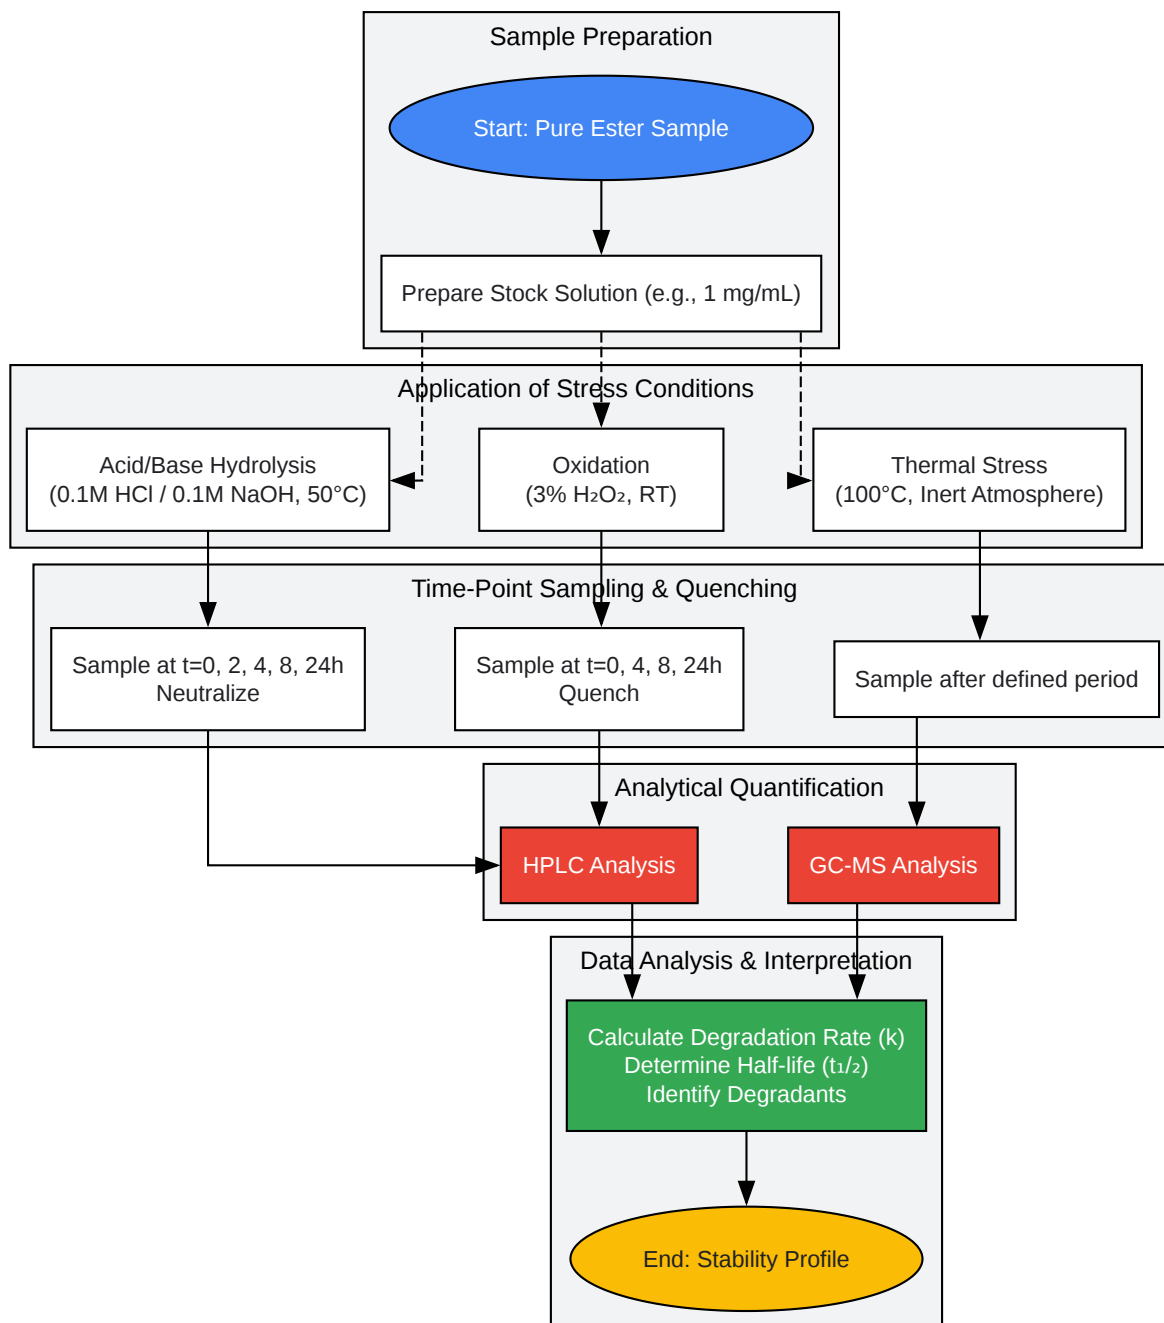 Sample Preparation
Start: Pure Ester Sample
Prepare Stock Solution (e.g., 1 mg/mL)
Application of Stress Conditions
Acid/Base Hydrolysis
(0.1M HCl / 0.1M NaOH, 50°C)
Oxidation
(3% H₂O₂, RT)
Thermal Stress
(100°C, Inert Atmosphere)
Time-Point Sampling & Quenching
Sample at t=0, 2, 4, 8, 24h
Neutralize
Sample at t=0, 4, 8, 24h
Quench
Sample after defined period
Analytical Quantification
HPLC Analysis
GC-MS Analysis
Data Analysis & Interpretation
Calculate Degradation Rate (k)
Determine Half-life (t₁/₂)
Identify Degradants
End: Stability Profile